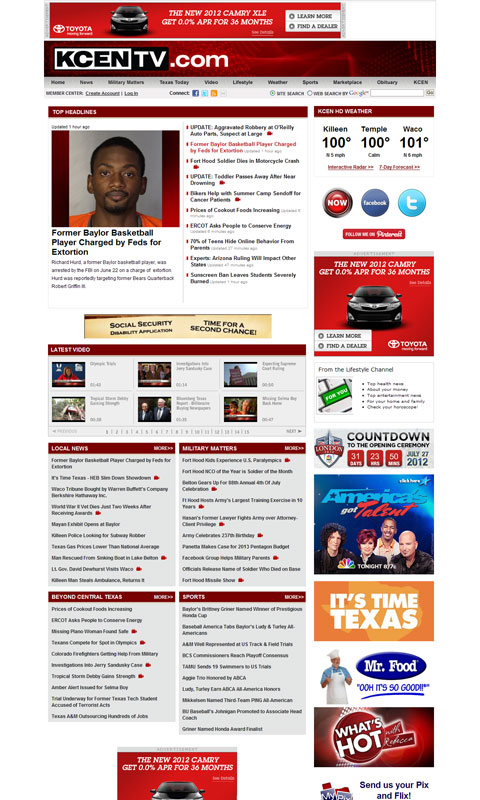 THE NEW 2012 CAMRY XLE
GET 0.0% APR FOR 36 MONTHS
See Details
TOYOTA
moving forward
LEARN MORE
FIND A DEALER
KCENTV.com
Home News Military Matters Texas Today Video Lifestyle Weather Sports Marketplace Obituary KCEN
MEMBER CENTER: Create Account | Log In
Connect:
SITE SEARCH WEB SEARCH BY Google Go
TOP HEADLINES
Updated 1 hour ago
Former Baylor Basketball
Player Charged by Feds for
Extortion
Richard Hurd, a former Baylor basketball player,
was arrested by the FBI on June 22 on a charge of extortion.
Hurd was reportedly targeting former Bears Quarterback
Robert Griffin III.
UPDATE: Aggravated Robbery at O'Reilly
Auto Parts, Suspect at Large
Former Baylor Basketball Player Charged
by Feds for Extortion Updated 1 hour ago
Fort Hood Soldier Dies in Motorcycle Crash
UPDATE: Toddler Passes Away After Near
Drowning
Bikers Help with Summer Camp Sendoff for
Cancer Patients
Prices of Cookout Foods Increasing Updated
minutes ago
ERCOT Asks People to Conserve Energy
Updated minutes ago
70% of Teens Hide Online Behavior From
Parents Updated 27 minutes ago
Experts: Arizona Ruling Will Impact Other
States Updated 47 minutes ago
Sunscreen Ban Leaves Students Severely
Burned Updated 1 hour ago
KCEN HD WEATHER
Killeen Temple Waco
100° 100° 101°
N 5 mph Calm N 6 mph
Interactive Radar >> 7-Day Forecast >>
NOW
facebook
FOLLOW ME ON Pinterest
ADVERTISEMENT
THE NEW 2012 CAMRY XLE
GET 0.0% APR FOR 36 MONTHS
See Details
LEARN MORE
FIND A DEALER
TOYOTA
moving forward
SOCIAL SECURITY
DISABILITY APPLICATION
TIME FOR A
SECOND CHANCE!
LATEST VIDEO
Olympic Trials
01:43
Investigations Into
Jerry Sandusky Case
01:14
Expecting Supreme
Court Ruling
00:50
Tropical Storm Debby
Gaining Strength
Bloomberg Texas
Report - Billionaire
Buying Newspapers
01:35
Missing Selma Boy
Back Home
PREVIOUS 1 | 2 | 3 | 4 | 5 | 6 | 7 | 8 | 9 | 10 | 11 | 12 | 13 | 14 | 15 NEXT
From the Lifestyle Channel
FOR YOU
Top health news
About your money
Top entertainment news
For your home and family
Check your horoscope!
LONDON
COUNTDOWN
TO THE OPENING CEREMONY
31 DAYS 23 HRS 50 MINS
JULY 27
2012
click here
America's
got Talent
NBC
TONIGHT 8/7c
IT'S TIME
TEXAS
Mr. Food
"OOH IT'S SO GOOD!!"
WHAT'S
HOT
with
Rebecca
Send us your Pix
and Flix!
LOCAL NEWS MORE>>
Former Baylor Basketball Player Charged by Feds for
Extortion
It's Time Texas - HEB Slim Down Showdown
Waco Tribune Bought by Warren Buffet's Company
Berkshire Hathaway Inc.
World War II Vet Dies Just Two Weeks After
Receiving Awards
Mayan Exhibit Opens at Baylor
Killeen Police Looking for Subway Robber
Texas Gas Prices Lower Than National Average
Man Rescued From Sinking Boat in Lake Belton
Lt. Gov. David Dewhurst Visits Waco
Killeen Man Steals Ambulance, Returns It
MILITARY MATTERS MORE>>
Fort Hood Kids Experience U.S. Paralympics
Fort Hood NCO of the Year is Soldier of the Month
Belton Gears Up For 88th Annual 4th Of July
Celebration
Ft Hood Hosts Army's Largest Training Exercise in 10
Years
Hasan's Former Lawyer Fights Army over Attorney-
Client Privilege
Army Celebrates 237th Birthday
Panetta Makes Case for 2013 Pentagon Budget
Facebook Group Helps Military Parents
Officials Release Name of Soldier Who Died on Base
Fort Hood Missile Show
BEYOND CENTRAL TEXAS MORE>>
Prices of Cookout Foods Increasing
ERCOT Asks People to Conserve Energy
Missing Plano Woman Found Safe
Texans Compete for Spot in Olympics
Colorado Firefighters Getting Help From Military
Investigations Into Jerry Sandusky Case
Tropical Storm Debby Gains Strength
Amber Alert Issued for Selma Boy
Trial Underway for Former Texas Tech Student
Accused of Terrorist Acts
Texas A&M Outsourcing Hundreds of Jobs
SPORTS MORE>>
Baylor's Brittney Griner Named Winner of Prestigious
Honda Cup
Baseball America Tabs Baylor's Ludy & Turley All-
Americans
A&M Well Represented at US Track & Field Trials
BCS Commissioners Reach Playoff Consensus
TAMU Sends 19 Swimmers to US Trials
Aggie Trio Honored by ABCA
Ludy, Turley Earn ABCA All-America Honors
Mikkelsen Named Third-Team PING All-American
BU Baseball's Johnigan Promoted to Associate Head
Coach
Griner Named Honda Award Finalist
ADVERTISEMENT
THE NEW 2012 CAMRY XLE
GET 0.0% APR FOR 36 MONTHS
See Details